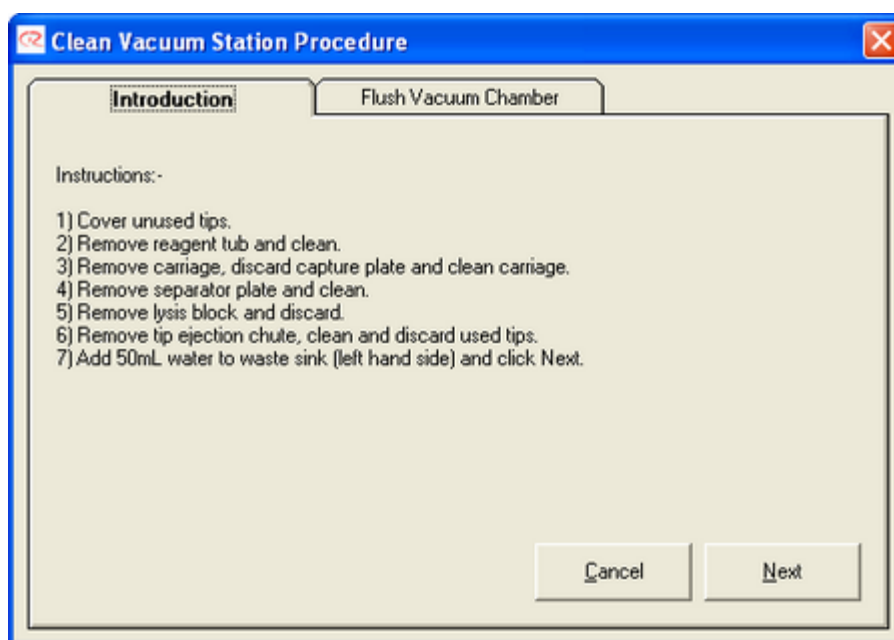 Clean Vacuum Station Procedure
Introduction
Flush Vacuum Chamber
Instructions:-
1) Cover unused tips.
2) Remove reagent tub and clean.
3) Remove carriage, discard capture plate and clean carriage.
4) Remove separator plate and clean.
5) Remove lysis block and discard.
6) Remove tip ejection chute, clean and discard used tips.
7) Add 50mL water to waste sink (left hand side) and click Next.
Cancel
Next